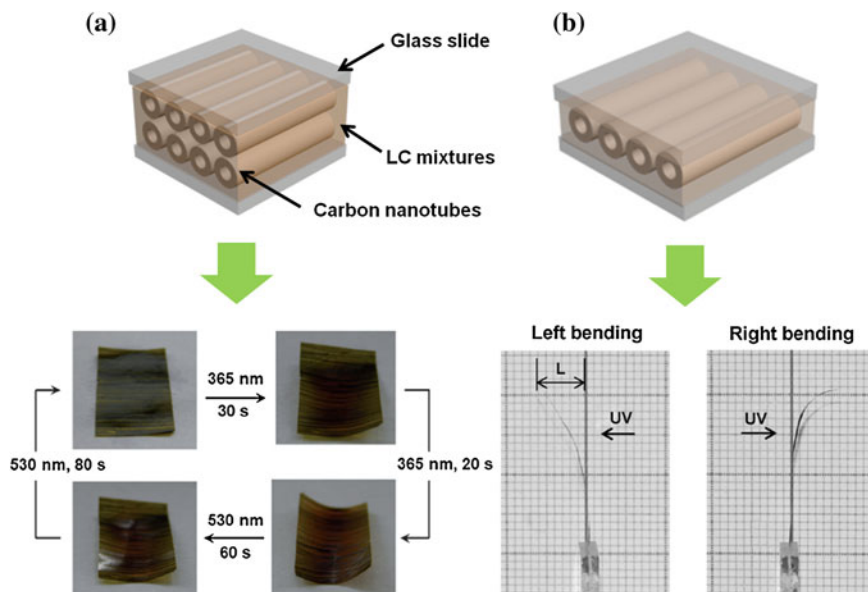 (a)
Glass slide
LC mixtures
Carbon nanotubes
(b)
365 nm
30 s
530 nm, 80 s
365 nm, 20 s
530 nm
60 s
Left bending
Right bending
L
UV
UV